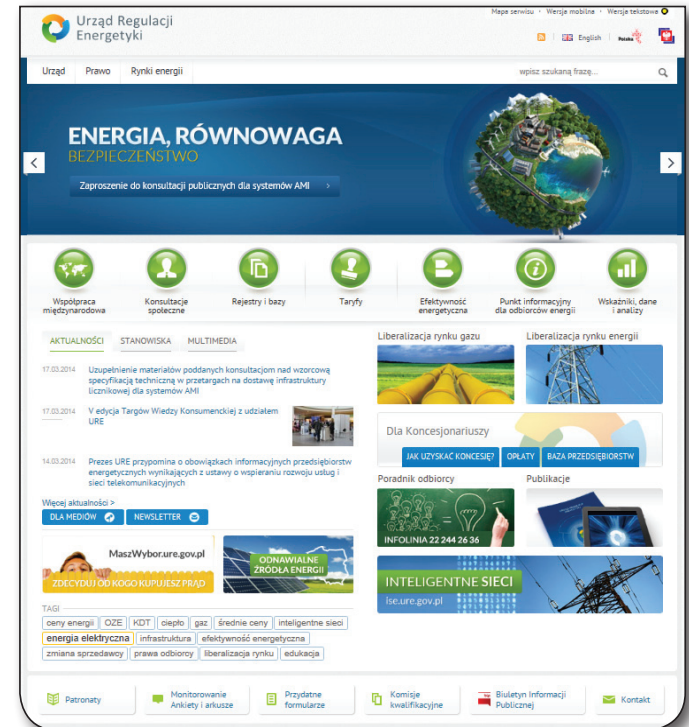 Mapa serwisu · Wersja mobilna · Wersja tekstowa
Urząd Regulacji
Energetyki
English
Polska
Urząd Prawo Rynki energii
wpisz szukaną frazę...
ENERGIA, RÓWNOWAGA
BEZPIECZEŃSTWO
Zaproszenie do konsultacji publicznych dla systemów AMI >
Współpraca
międzynarodowa
Konsultacje
społeczne
Rejestry i bazy
Taryfy
Efektywność
energetyczna
Punkt informacyjny
dla odbiorców energii
Wskaźniki, dane
i analizy
AKTUALNOŚCI STANOWISKA MULTIMEDIA
17.03.2014 Uzupełnienie materiałów poddanych konsultacjom nad wzorcową
specyfikacją techniczną w przetargach na dostawę infrastruktury
licznikowej dla systemów AMI
17.03.2014 V edycja Targów Wiedzy Konsumenckiej z udziałem
URE
14.03.2014 Prezes URE przypomina o obowiązkach informacyjnych przedsiębiorstw
energetycznych wynikających z ustawy o wspieraniu rozwoju usług i
sieci telekomunikacyjnych
Więcej aktualności >
DLA MEDIÓW NEWSLETTER
MaszWybor.ure.gov.pl
ZDECYDUJ OD KOGO KUPUJESZ PRĄD
ODNAWIALNE
ŹRÓDŁA ENERGII
TAGI
ceny energii OZE KDT ciepło gaz średnie ceny inteligentne sieci
energia elektryczna infrastruktura efektywność energetyczna
zmiana sprzedawcy prawa odbiorcy liberalizacja rynku edukacja
Liberalizacja rynku gazu
Liberalizacja rynku energii
Dla Koncesjonariuszy
JAK UZYSKAĆ KONCESJĘ? OPŁATY BAZA PRZEDSIĘBIORSTW
Poradnik odbiorcy
Publikacje
INFOLINIA 22 244 26 36
INTELIGENTNE SIECI
ise.ure.gov.pl
Patronaty
Monitorowanie
Ankiety i arkusze
Przydatne
formularze
Komisje
kwalifikacyjne
Biuletyn Informacji
Publicznej
Kontakt